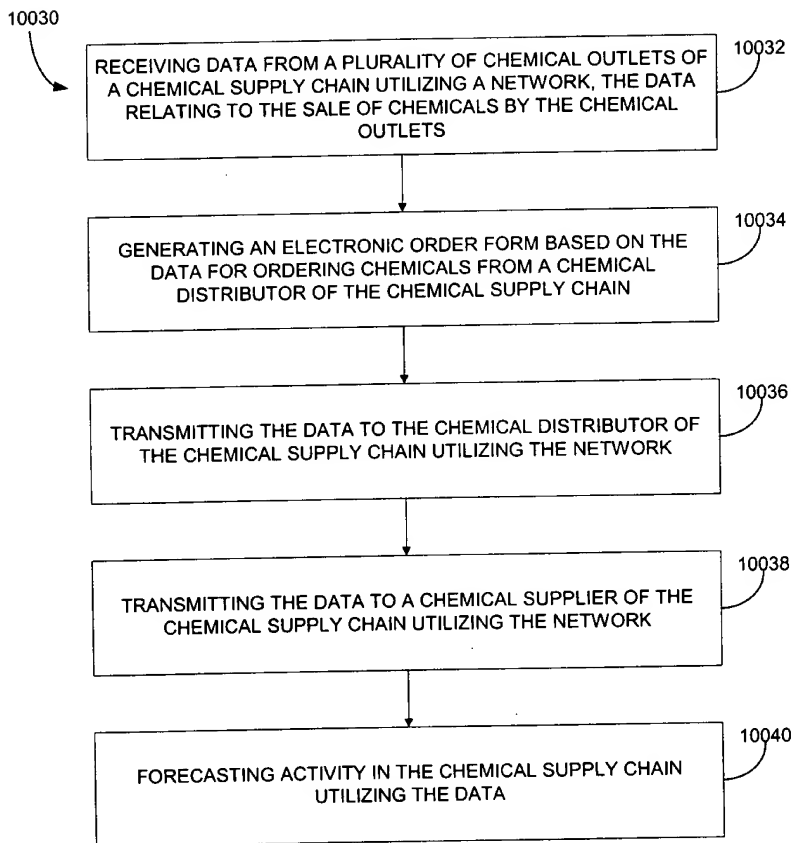 10030
10032
RECEIVING DATA FROM A PLURALITY OF CHEMICAL OUTLETS OF
A CHEMICAL SUPPLY CHAIN UTILIZING A NETWORK, THE DATA
RELATING TO THE SALE OF CHEMICALS BY THE CHEMICAL
OUTLETS
10034
GENERATING AN ELECTRONIC ORDER FORM BASED ON THE
DATA FOR ORDERING CHEMICALS FROM A CHEMICAL
DISTRIBUTOR OF THE CHEMICAL SUPPLY CHAIN
10036
TRANSMITTING THE DATA TO THE CHEMICAL DISTRIBUTOR OF
THE CHEMICAL SUPPLY CHAIN UTILIZING THE NETWORK
10038
TRANSMITTING THE DATA TO A CHEMICAL SUPPLIER OF THE
CHEMICAL SUPPLY CHAIN UTILIZING THE NETWORK
10040
FORECASTING ACTIVITY IN THE CHEMICAL SUPPLY CHAIN
UTILIZING THE DATA